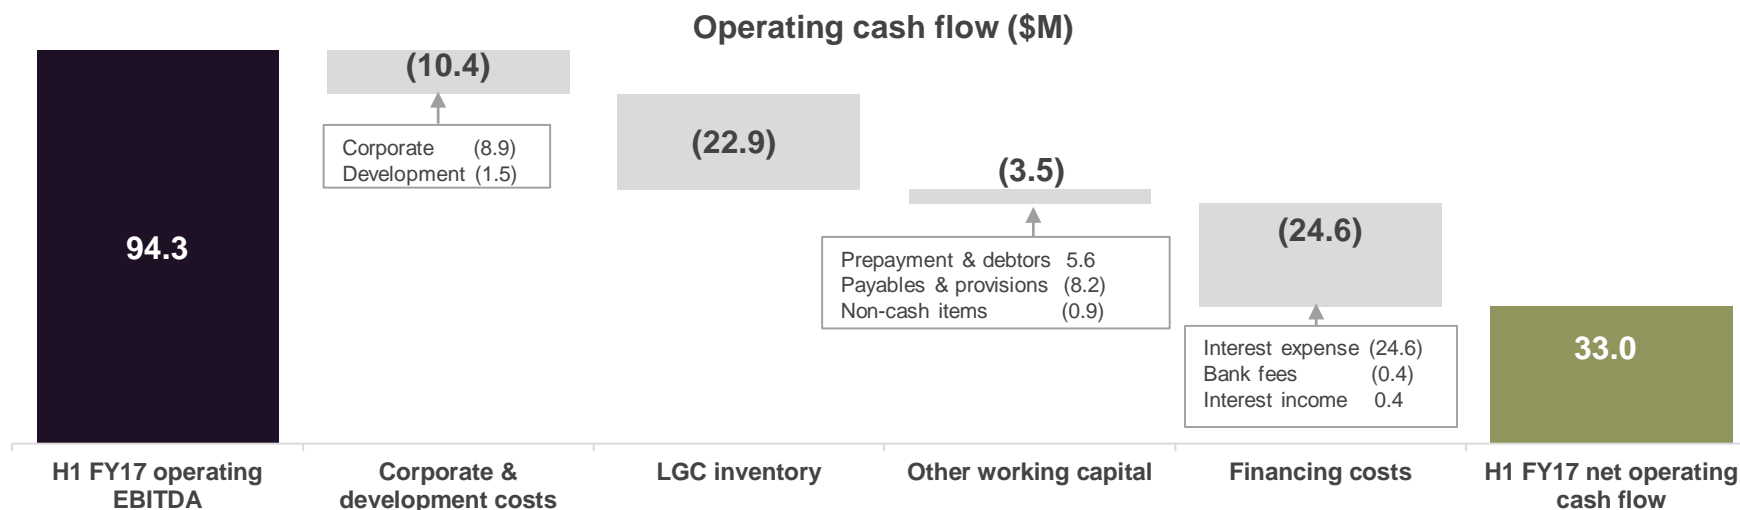 Operating cash flow ($M)
94.3
(10.4)
Corporate (8.9)
Development (1.5)
(22.9)
(3.5)
Prepayment & debtors 5.6
Payables & provisions (8.2)
Non-cash items (0.9)
(24.6)
Interest expense (24.6)
Bank fees (0.4)
Interest income 0.4
33.0
H1 FY17 operating
EBITDA
Corporate &
development costs
LGC inventory
Other working capital
Financing costs
H1 FY17 net operating
cash flow